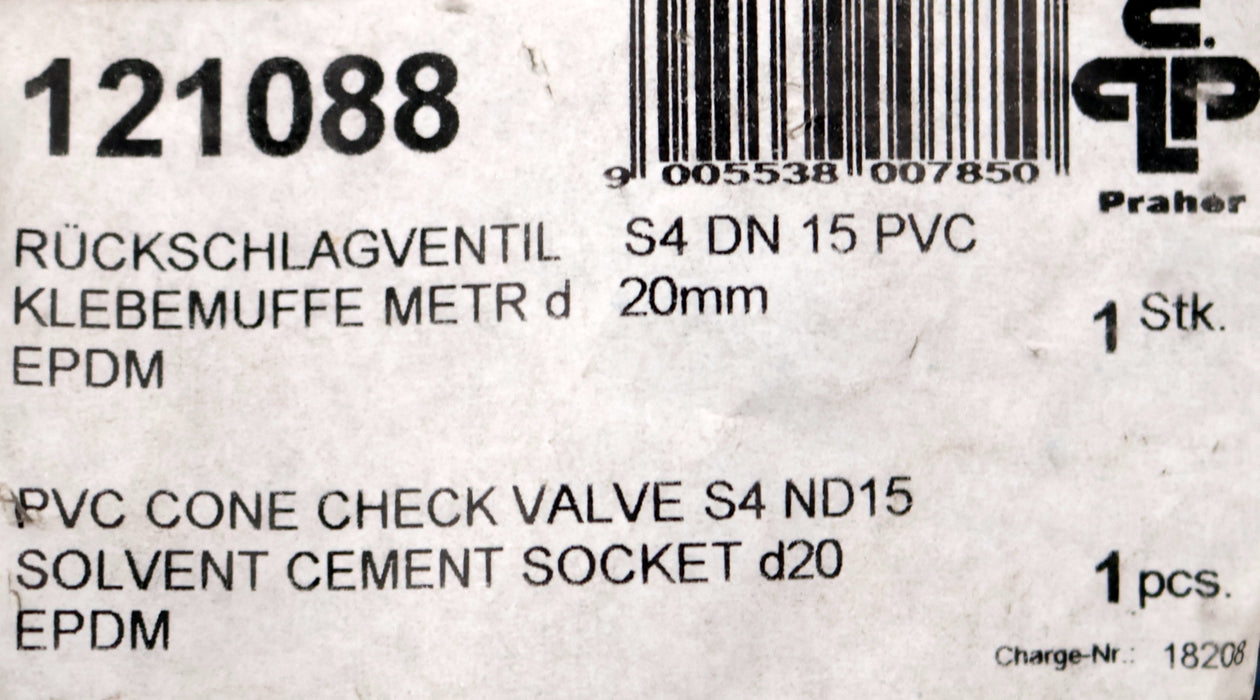 121088
9 005538 007850
Praher
RÜCKSCHLAGVENTIL S4 DN 15 PVC
KLEBEMUFFE METR d 20mm
EPDM
1 Stk.
PVC CONE CHECK VALVE S4 ND15
SOLVENT CEMENT SOCKET d20
EPDM
1 pcs.
Charge-Nr.: 18208